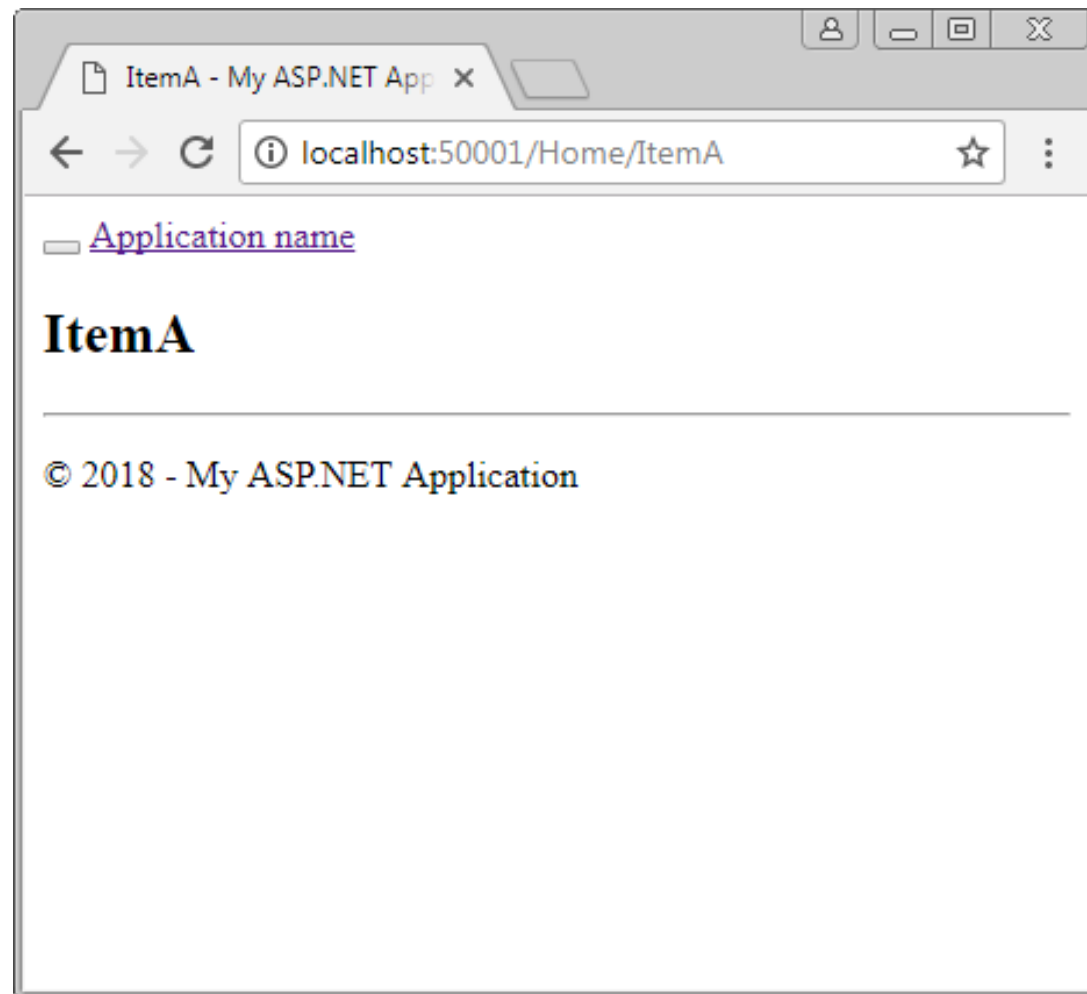 ItemA - My ASP.NET App
localhost:50001/Home/ItemA
Application name
ItemA
© 2018 - My ASP.NET Application